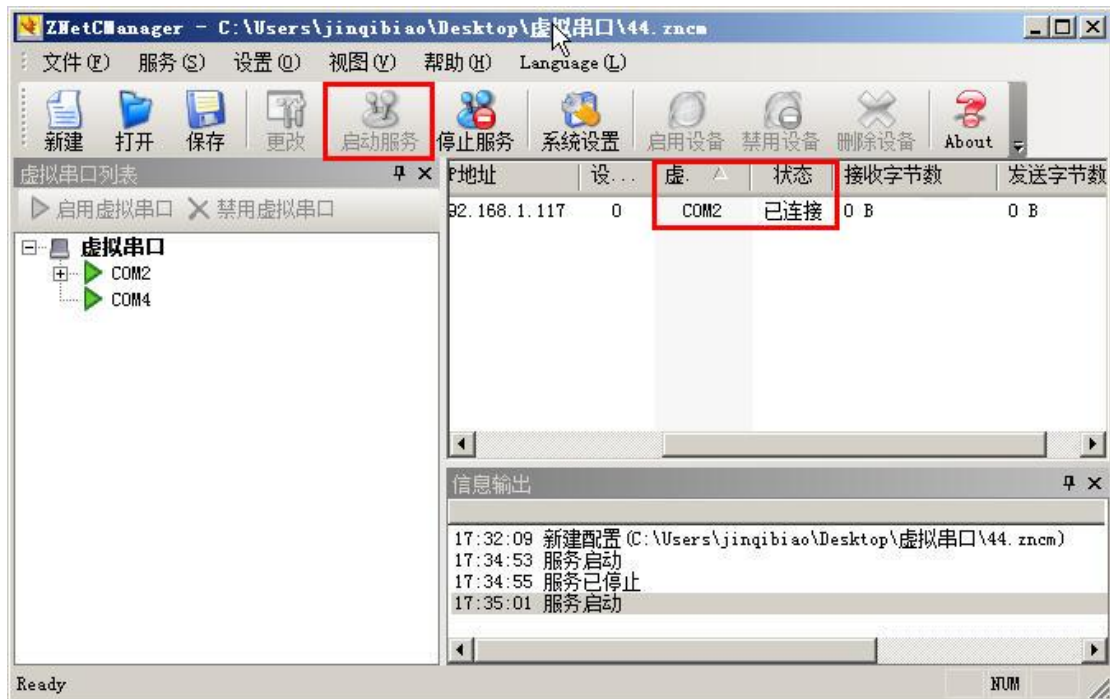 ZNetCManager - C:\Users\jinqibiao\Desktop\虚拟串口\44.zncm
文件(F) 服务(S) 设置(O) 视图(V) 帮助(H) Language(L)
新建 打开 保存 更改 启动服务 停止服务 系统设置 启用设备 禁用设备 删除设备 About
虚拟串口列表
启用虚拟串口 禁用虚拟串口
虚拟串口
COM2
COM4
P地址 设... 虚. 状态 接收字节数 发送字节数
92.168.1.117 0 COM2 已连接 0 B 0 B
信息输出
17:32:09 新建配置(C:\Users\jinqibiao\Desktop\虚拟串口\44.zncm)
17:34:53 服务启动
17:34:55 服务已停止
17:35:01 服务启动
Ready NUM